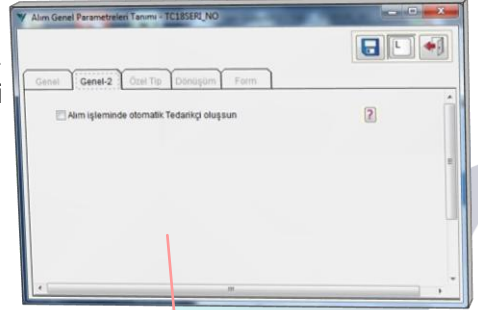 Alım Genel Parametreleri Tanımı - TC18SERI_NO
Genel Genel-2 Özel Tip Dönüşüm Form
Alım işleminde otomatik Tedarikçi oluşsun
?